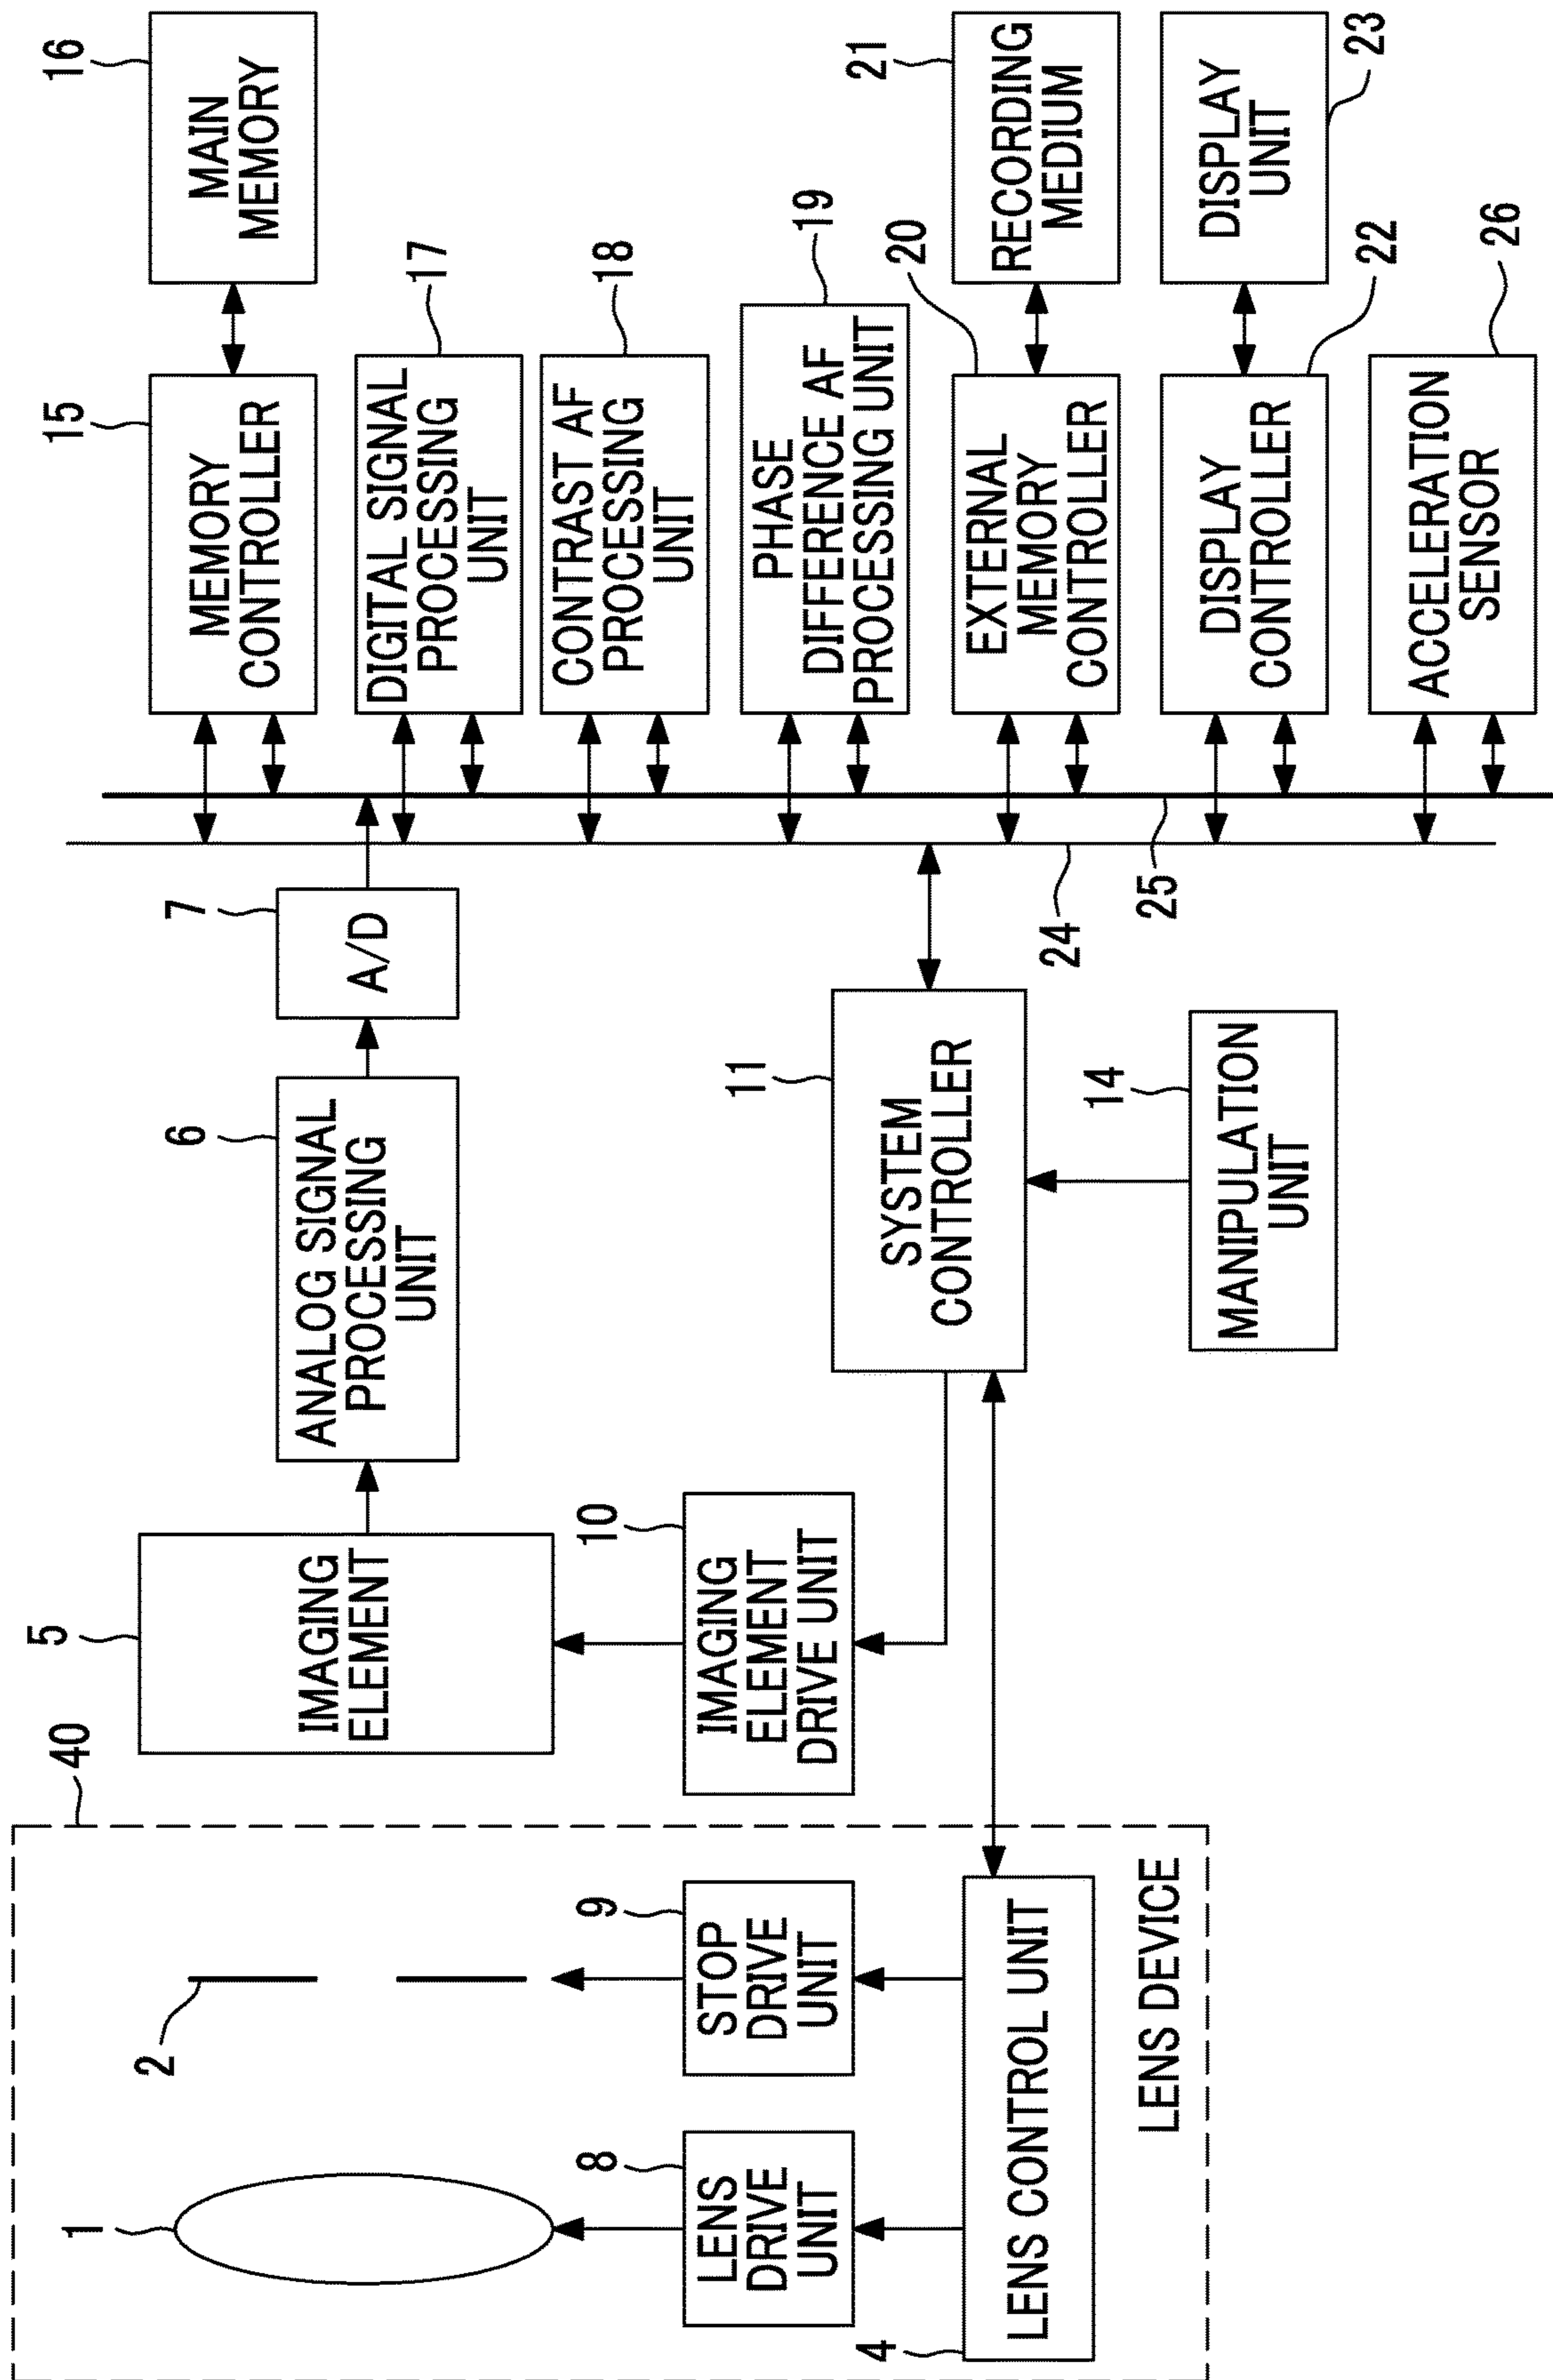 40
LENS DEVICE
1
2
LENS
DRIVE
UNIT
8
STOP
DRIVE
UNIT
9
LENS CONTROL UNIT
4
5
IMAGING
ELEMENT
10
IMAGING
ELEMENT
DRIVE UNIT
6
ANALOG SIGNAL
PROCESSING
UNIT
7
A/D
11
SYSTEM
CONTROLLER
14
MANIPULATION
UNIT
24
25
15
MEMORY
CONTROLLER
16
MAIN
MEMORY
17
DIGITAL SIGNAL
PROCESSING
UNIT
18
CONTRAST AF
PROCESSING
UNIT
19
PHASE
DIFFERENCE AF
PROCESSING UNIT
20
EXTERNAL
MEMORY
CONTROLLER
21
RECORDING
MEDIUM
22
DISPLAY
CONTROLLER
23
DISPLAY
UNIT
26
ACCELERATION
SENSOR